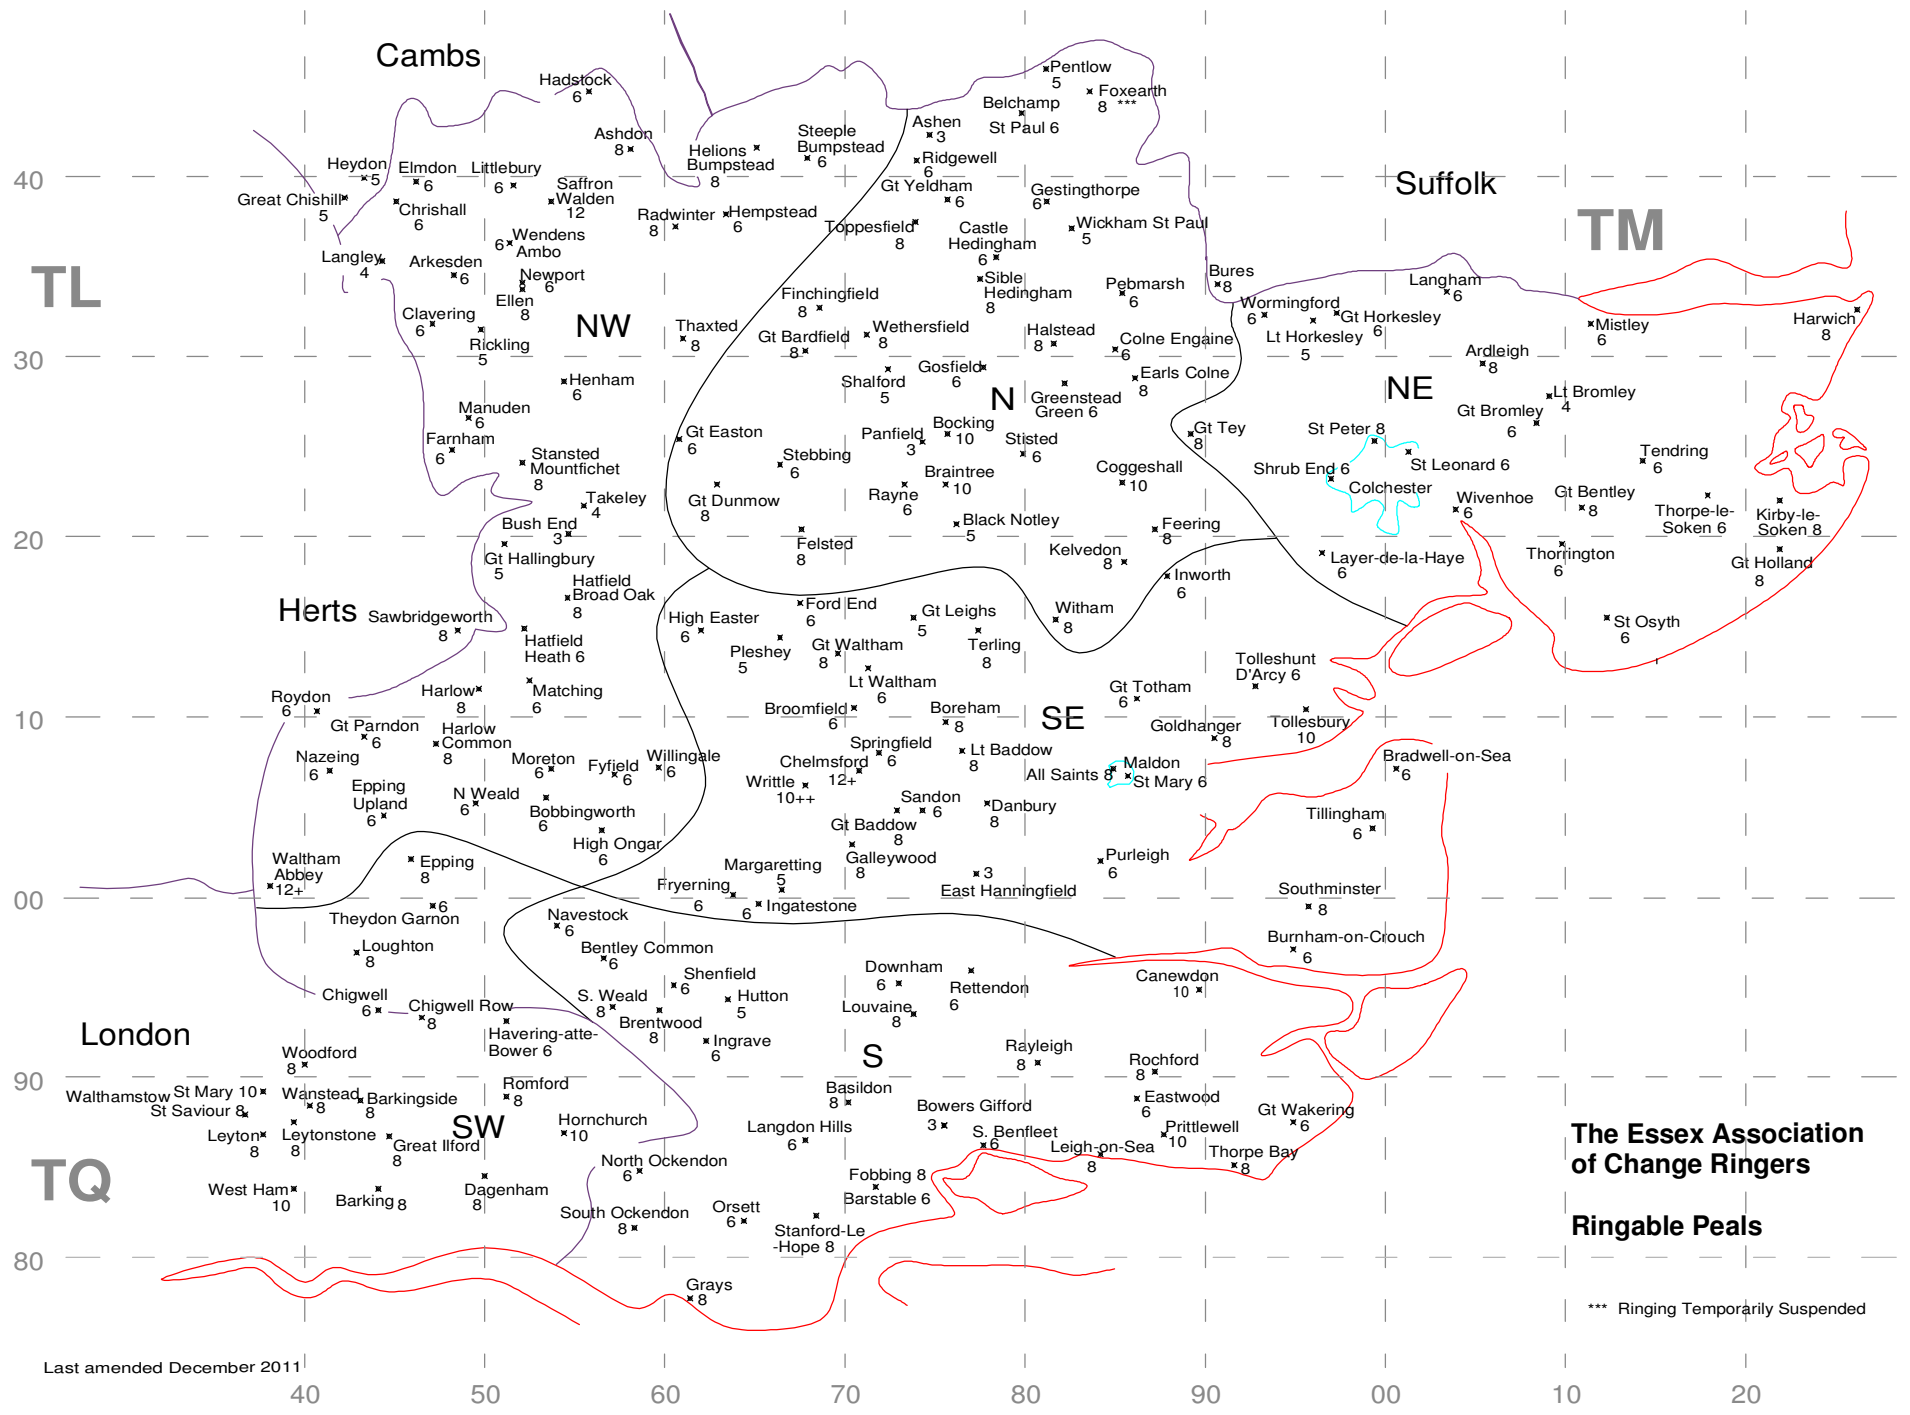 Cambs
Hadstock
6
Pentlow
5
Foxearth
8 ***
Belchamp
St Paul 6
Ashdon
8
Helions
Bumpstead
8
Steeple
Bumpstead
6
Ashen
3
Ridgewell
6
Heydon
5
Elmdon
6
Littlebury
6
Saffron
Walden
12
Gt Yeldham
6
Gestingthorpe
6
Suffolk
40
Great Chishill
5
Chrishall
6
Radwinter
8
Hempstead
6
Toppesfield
8
Castle
Hedingham
6
Wickham St Paul
5
TM
Langley
4
Arkesden
6
Wendens
6
Ambo
Newport
6
Ellen
8
Sible
Hedingham
8
Pebmarsh
6
Bures
8
Langham
6
TL
Clavering
6
Rickling
5
NW
Thaxted
8
Finchingfield
8
Gt Bardfield
8
Wethersfield
8
Halstead
8
Colne Engaine
6
Wormingford
6
Gt Horkesley
6
Lt Horkesley
5
Mistley
6
Harwich
8
30
Henham
6
Shalford
5
Gosfield
6
N
Greenstead
Green 6
Earls Colne
8
NE
Ardleigh
8
Lt Bromley
4
Gt Bromley
6
Manuden
6
Farnham
6
Stansted
Mountfichet
8
Gt Easton
6
Stebbing
6
Panfield
3
Bocking
10
Stisted
6
Gt Tey
8
St Peter 8
St Leonard 6
Shrub End 6
Colchester
Tendring
6
Takeley
4
Gt Dunmow
8
Rayne
6
Braintree
10
Coggeshall
10
Wivenhoe
6
Gt Bentley
8
Thorpe-le-
Soken 6
Kirby-le-
Soken 8
Bush End
3
Felsted
8
Black Notley
5
Feering
8
20
Gt Hallingbury
5
Kelvedon
8
Inworth
6
Layer-de-la-Haye
6
Thorrington
6
Gt Holland
8
Hatfield
Broad Oak
8
Herts
Sawbridgeworth
8
Hatfield
Heath 6
High Easter
6
Ford End
6
Pleshey
5
Gt Waltham
8
Gt Leighs
5
Terling
8
Witham
8
St Osyth
6
Tolleshunt
D'Arcy 6
Lt Waltham
6
Roydon
6
Harlow
8
Matching
6
Broomfield
6
Boreham
8
SE
Gt Totham
6
Goldhanger
8
Tollesbury
10
10
Gt Parndon
6
Harlow
Common
8
Nazeing
6
Moreton
6
Fyfield
6
Willingale
6
Springfield
6
Chelmsford
12+
Writtle
10++
Lt Baddow
8
All Saints 8
Maldon
St Mary 6
Bradwell-on-Sea
6
Epping
Upland
6
N Weald
6
Bobbingworth
6
High Ongar
6
Sandon
6
Gt Baddow
8
Danbury
8
Tillingham
6
Galleywood
8
Purleigh
6
Waltham
Abbey
12+
Epping
8
Margaretting
5
Fryerning
6
Ingatestone
6
3
East Hanningfield
Southminster
8
00
Theydon Garnon
6
Navestock
6
Loughton
8
Bentley Common
6
Burnham-on-Crouch
6
Shenfield
6
Downham
6
Rettendon
6
Canewdon
10
Chigwell
6
Chigwell Row
8
S. Weald
8
Brentwood
8
Hutton
5
Louvaine
8
London
Havering-atte-
Bower 6
Ingrave
6
S
Rayleigh
8
Rochford
8
Woodford
8
90
Walthamstow
St Mary 10
St Saviour 8
Wanstead
8
Barkingside
8
Romford
8
Basildon
8
Bowers Gifford
3
Eastwood
6
Gt Wakering
6
Leyton
8
Leytonstone
8
Great Ilford
8
SW
Hornchurch
10
Langdon Hills
6
S. Benfleet
6
Leigh-on-Sea
8
Prittlewell
10
Thorpe Bay
8
The Essex Association
of Change Ringers
TQ
West Ham
10
Barking 8
Dagenham
8
North Ockendon
6
Fobbing 8
Barstable 6
South Ockendon
8
Orsett
6
Stanford-Le
-Hope 8
Ringable Peals
80
Grays
8
*** Ringing Temporarily Suspended
Last amended December 2011
40 50 60 70 80 90 00 10 20